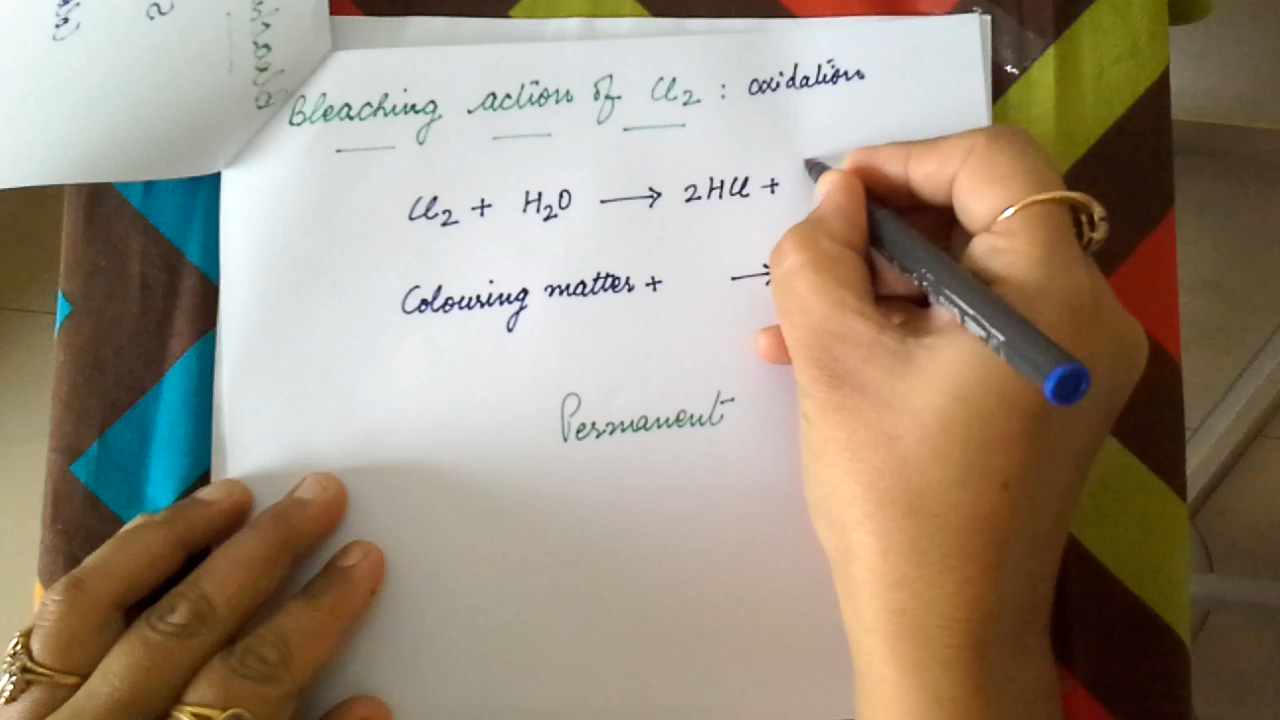 Bleaching action of Cl2 : oxidation
Cl2 + H2O → 2HCl +
Colouring matter + →
Permanent